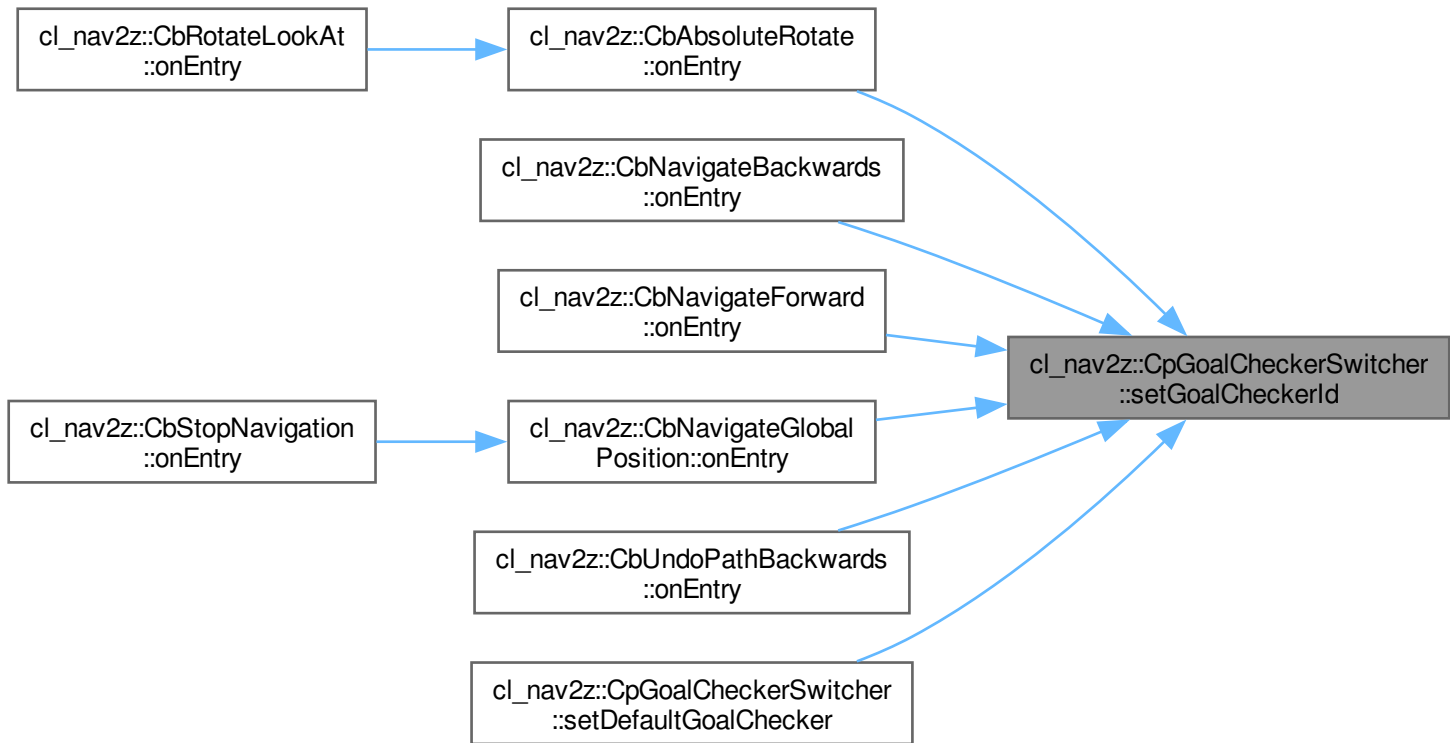 cl_nav2z::CbRotateLookAt
::onEntry
cl_nav2z::CbAbsoluteRotate
::onEntry
cl_nav2z::CbNavigateBackwards
::onEntry
cl_nav2z::CbNavigateForward
::onEntry
cl_nav2z::CpGoalCheckerSwitcher
::setGoalCheckerId
cl_nav2z::CbStopNavigation
::onEntry
cl_nav2z::CbNavigateGlobal
Position::onEntry
cl_nav2z::CbUndoPathBackwards
::onEntry
cl_nav2z::CpGoalCheckerSwitcher
::setDefaultGoalChecker